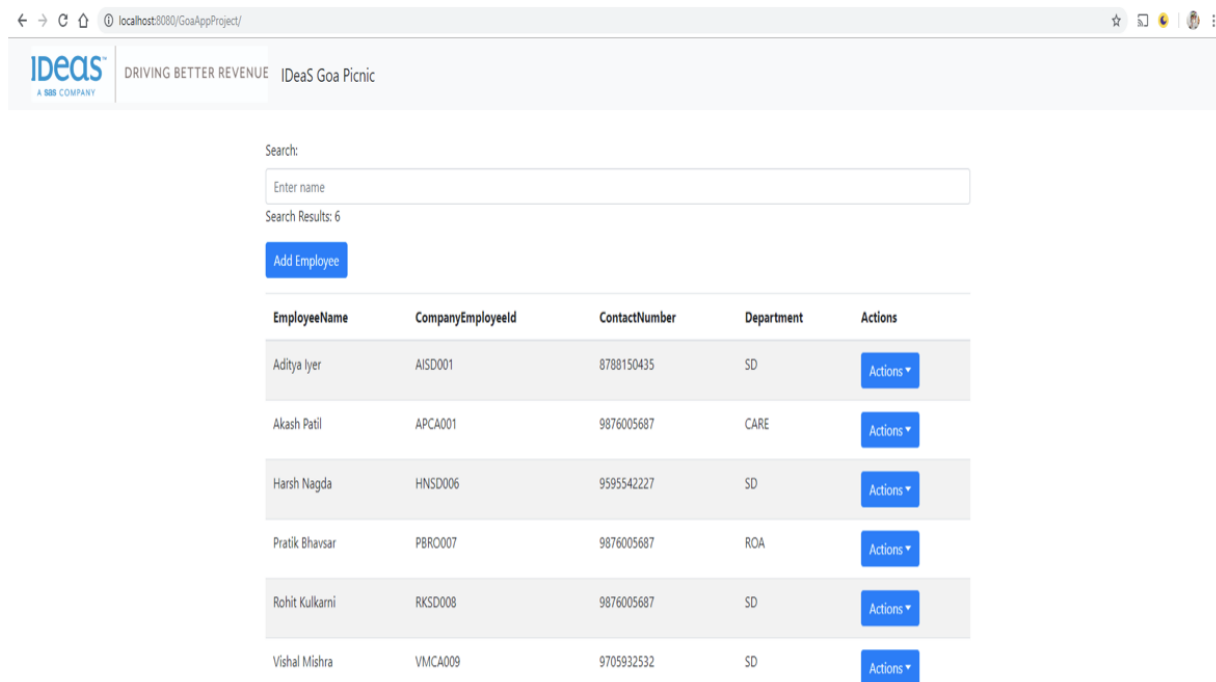 localhost:8080/GoaAppProject/
IDeaS™
A sas COMPANY
DRIVING BETTER REVENUE
IDeaS Goa Picnic
Search:
Enter name
Search Results: 6
Add Employee
EmployeeName CompanyEmployeeId ContactNumber Department Actions
Aditya Iyer AISD001 8788150435 SD Actions
Akash Patil APCA001 9876005687 CARE Actions
Harsh Nagda HNSD006 9595542227 SD Actions
Pratik Bhavsar PBRO007 9876005687 ROA Actions
Rohit Kulkarni RKSD008 9876005687 SD Actions
Vishal Mishra VMCA009 9705932532 SD Actions